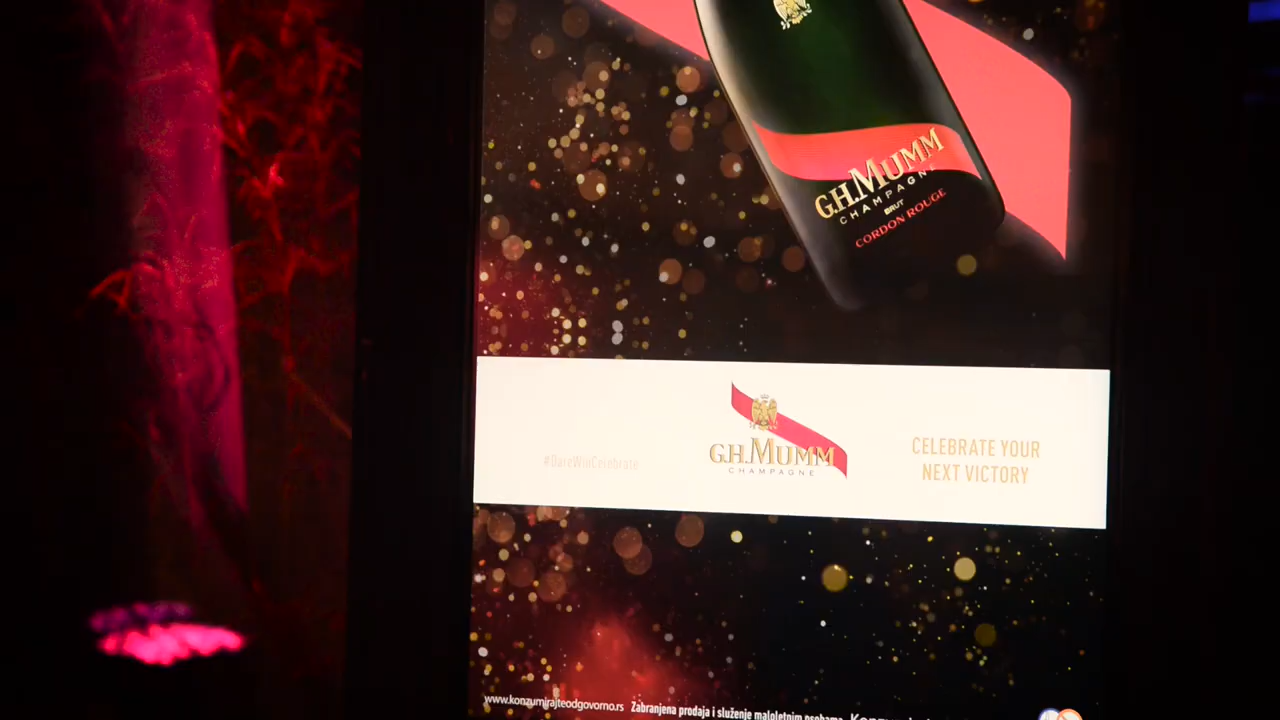 G.H.MUMM
CHAMPAGNE
BRUT
CORDON ROUGE
#DareWinCelebrate
G.H.MUMM
CHAMPAGNE
CELEBRATE YOUR
NEXT VICTORY
www.konzumirajteodgovorno.rs Zabranjena prodaja i služenje maloletnim osobama.